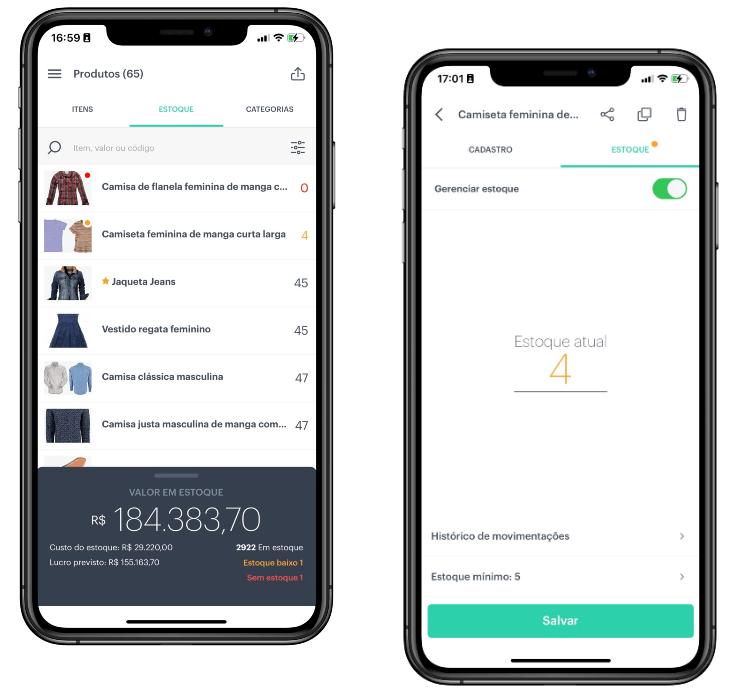 16:59
Produtos (65)
ITENS
ESTOQUE
CATEGORIAS
Item, valor ou código
Camisa de flanela feminina de manga c... 0
Camiseta feminina de manga curta larga 4
Jaqueta Jeans 45
Vestido regata feminino 45
Camisa clássica masculina 47
Camisa justa masculina de manga com... 47
VALOR EM ESTOQUE
R$ 184.383,70
Custo do estoque: R$ 29.220,00
2922 Em estoque
Lucro previsto: R$ 155.163,70
Estoque baixo 1
Sem estoque 1
17:01
Camiseta feminina de...
CADASTRO
ESTOQUE
Gerenciar estoque
Estoque atual
4
Histórico de movimentações
Estoque mínimo: 5
Salvar